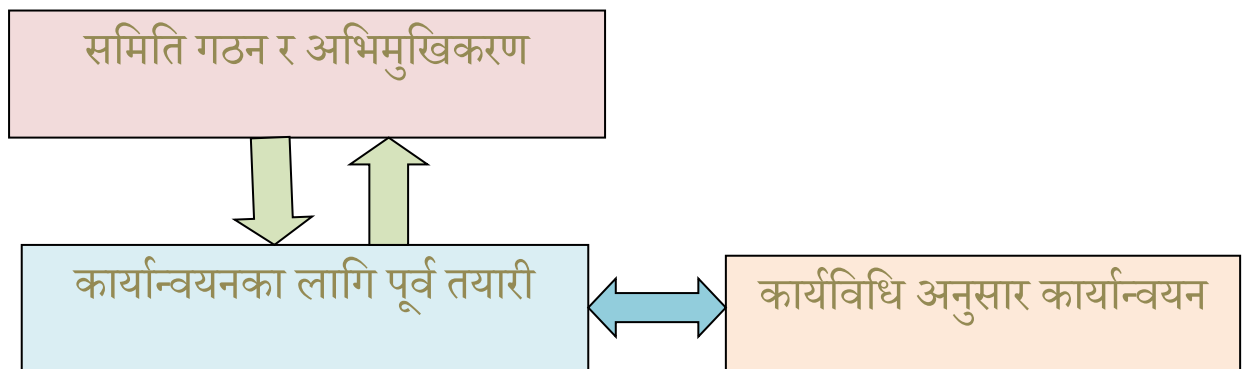 समिति गठन र अभिमुखिकरण
कार्यान्वयनका लागि पूर्व तयारी
कार्यविधि अनुसार कार्यान्वयन